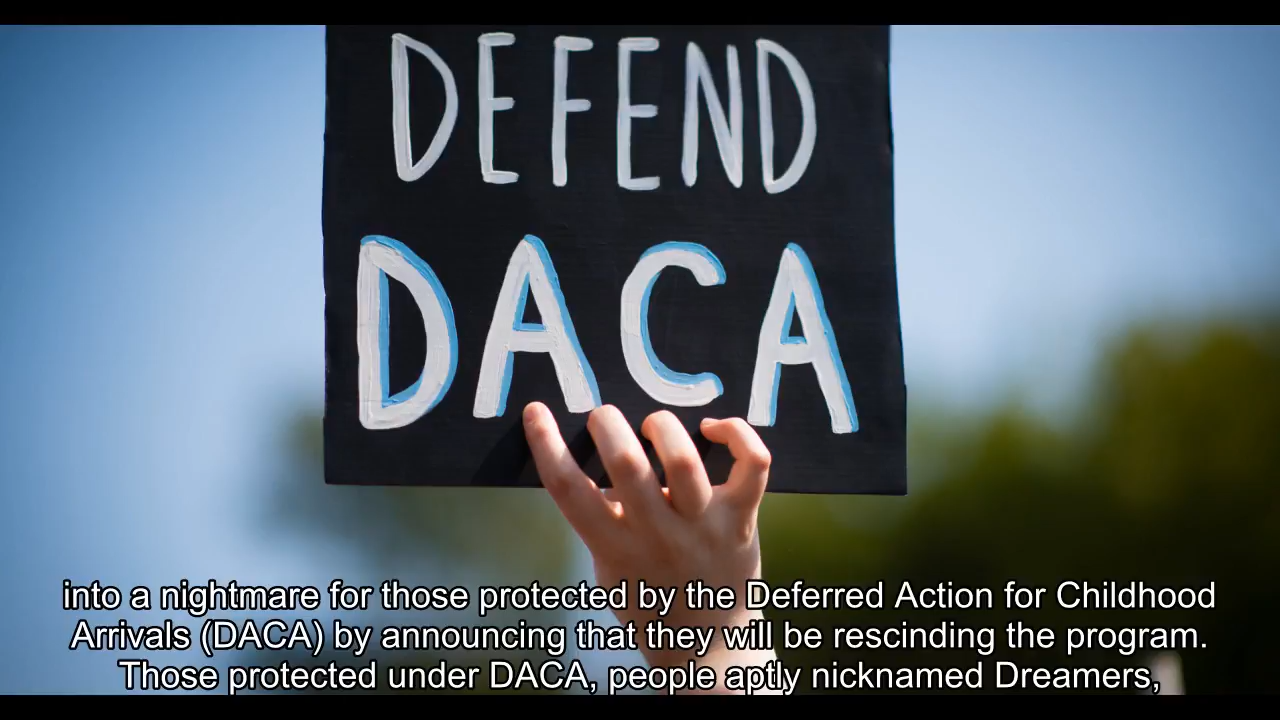 DEFEND
DACA
into a nightmare for those protected by the Deferred Action for Childhood
Arrivals (DACA) by announcing that they will be rescinding the program.
Those protected under DACA, people aptly nicknamed Dreamers,